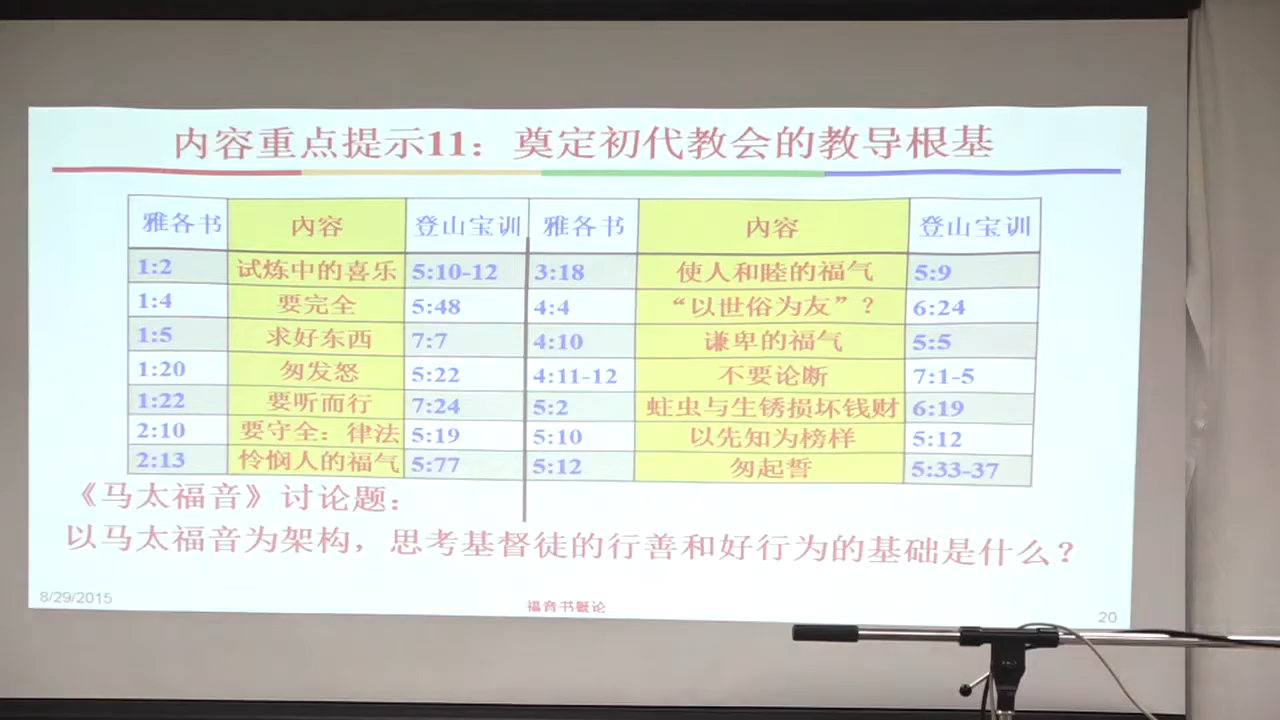 内容重点提示11：奠定初代教会的教导根基
雅各书 内容 登山宝训 雅各书 内容 登山宝训
1:2 试炼中的喜乐 5:10-12 3:18 使人和睦的福气 5:9
1:4 要完全 5:48 4:4 “以世俗为友”？ 6:24
1:5 求好东西 7:7 4:10 谦卑的福气 5:5
1:20 匆发怒 5:22 4:11-12 不要论断 7:1-5
1:22 要听而行 7:24 5:2 蛀虫与生锈损坏钱财 6:19
2:10 要守全：律法 5:19 5:10 以先知为榜样 5:12
2:13 怜悯人的福气 5:77 5:12 匆起誓 5:33-37
《马太福音》讨论题：
以马太福音为架构，思考基督徒的行善和好行为的基础是什么？
8/29/2015 福音书概论 20